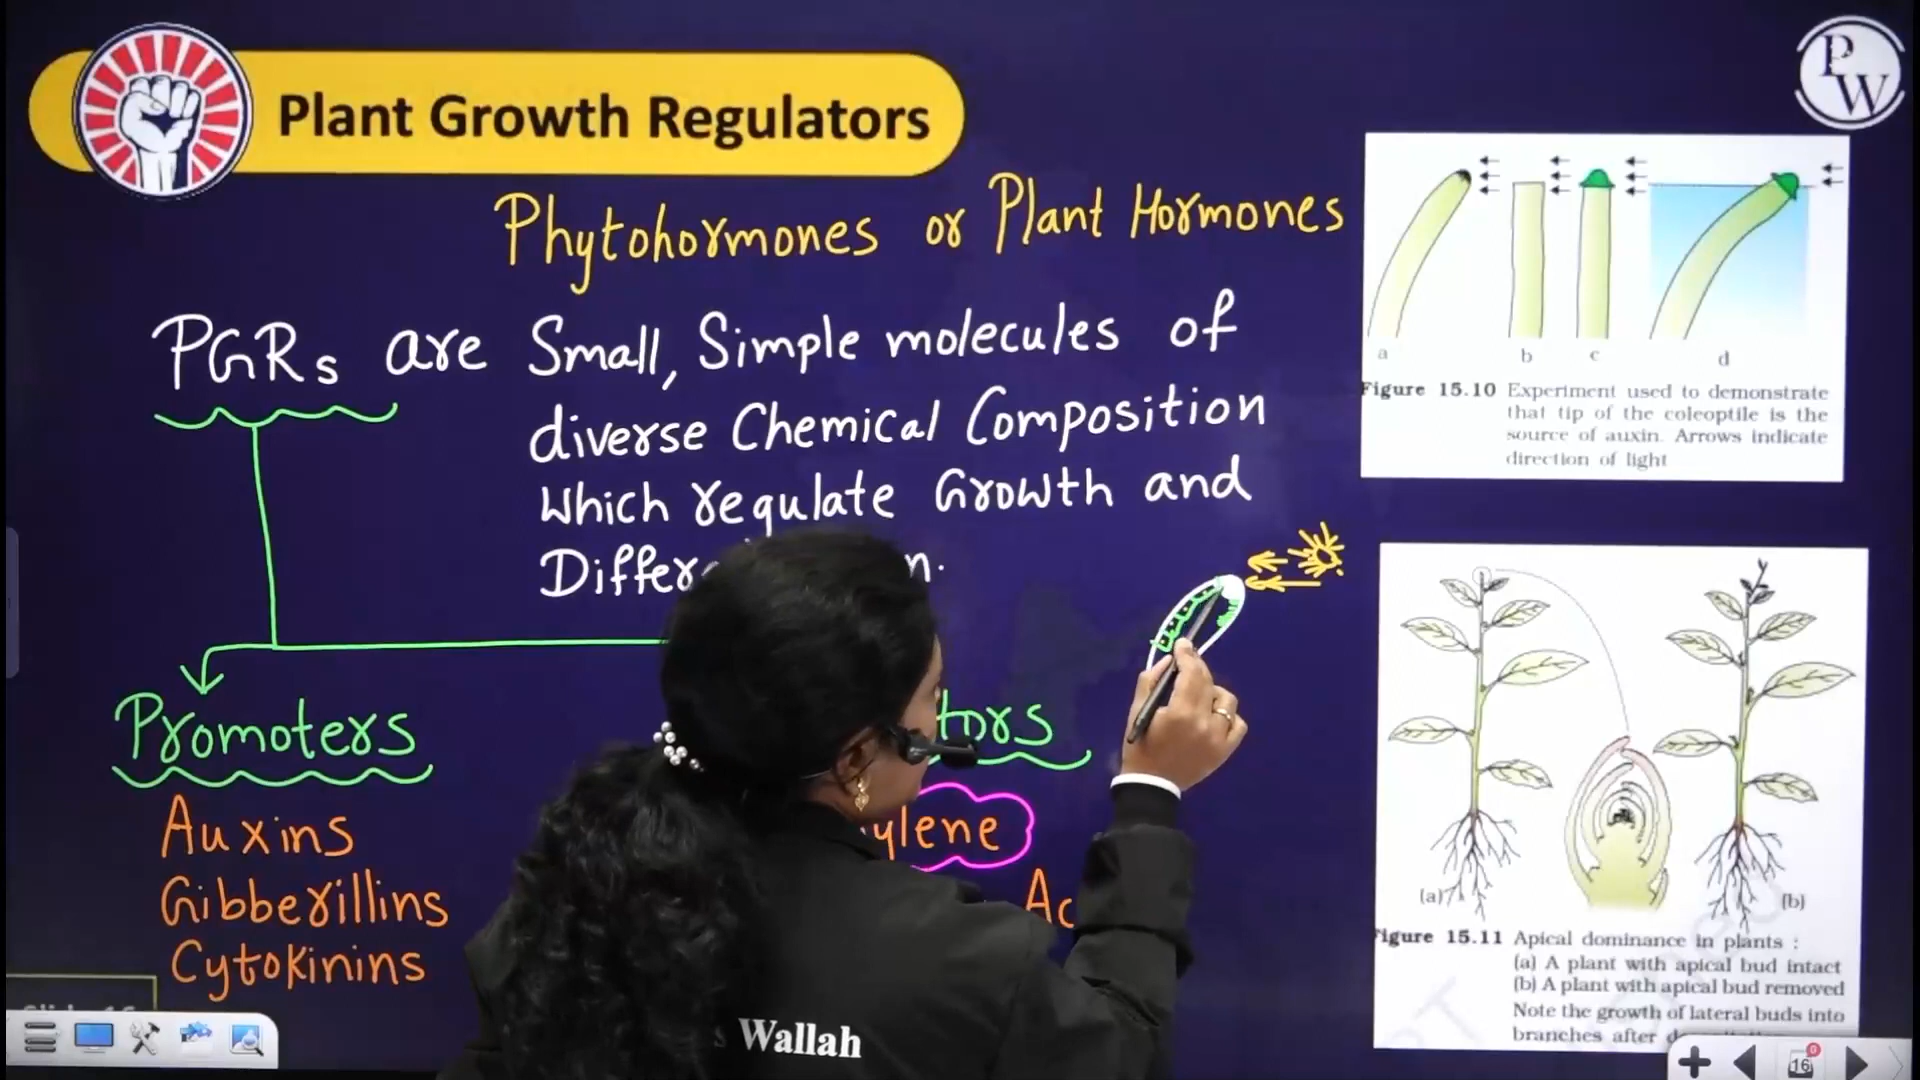 Plant Growth Regulators
PW
Phytohormones or Plant Hormones
PGRs are Small, Simple molecules of
diverse Chemical Composition
Which regulate Growth and
Promoters
Auxins
Gibberillins
Cytokinins
a b c d
Figure 15.10 Experiment used to demonstrate
that tip of the coleoptile is the
source of auxin. Arrows indicate
direction of light
(a) (b)
Figure 15.11 Apical dominance in plants :
(a) A plant with apical bud intact
(b) A plant with apical bud removed
Note the growth of lateral buds into
branches after
Wallah
16
0